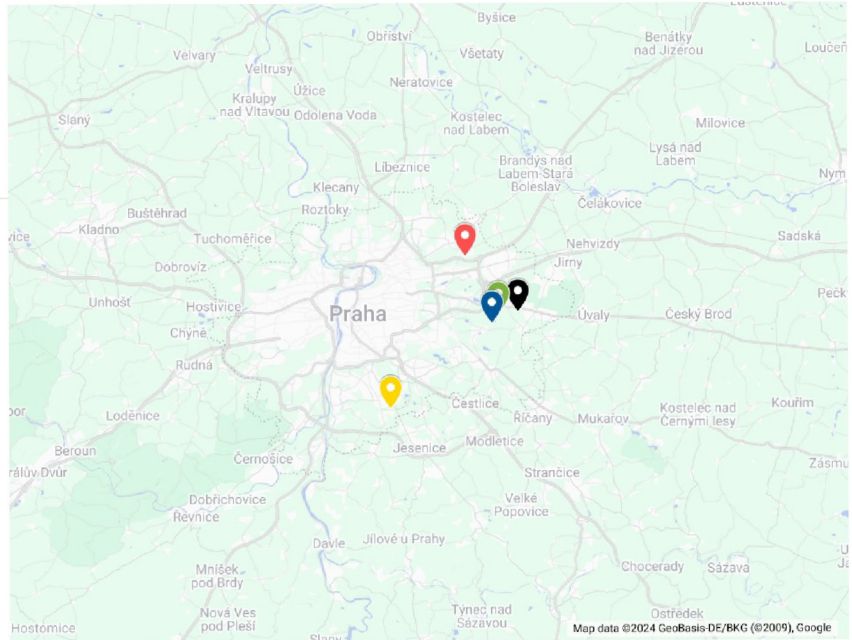 Byšice
Obříství
Benátky
nad Jizerou
Velvary
Všetaty
Veltrusy
Neratovice
Úžice
Kralupy
nad Vltavou
Odolena Voda
Slaný
Kostelec
nad Labem
Milovice
Lysá nad
Labem
Brandýs nad
Labem-Stará
Boleslav
Líbeznice
Klecany
Roztoky
Čelákovice
Buštěhrad
Kladno
Tuchoměřice
Nehvizdy
Sadská
Jirny
Dobrovíz
Unhošť
Hostivice
Praha
Úvaly
Český Brod
Chýně
Rudná
Loděnice
Čestlice
Říčany
Mukařov
Kostelec nad
Černými lesy
Kouřim
Jesenice
Modletice
Beroun
Černošice
Strančice
Dobřichovice
Řevnice
Velké
Popovice
Davle
Jílové u Prahy
Mníšek
pod Brdy
Chocerady
Sázava
Nová Ves
pod Pleší
Týnec nad
Sázavou
Ostředek
Hostomice
Map data ©2024 GeoBasis-DE/BKG (©2009), Google